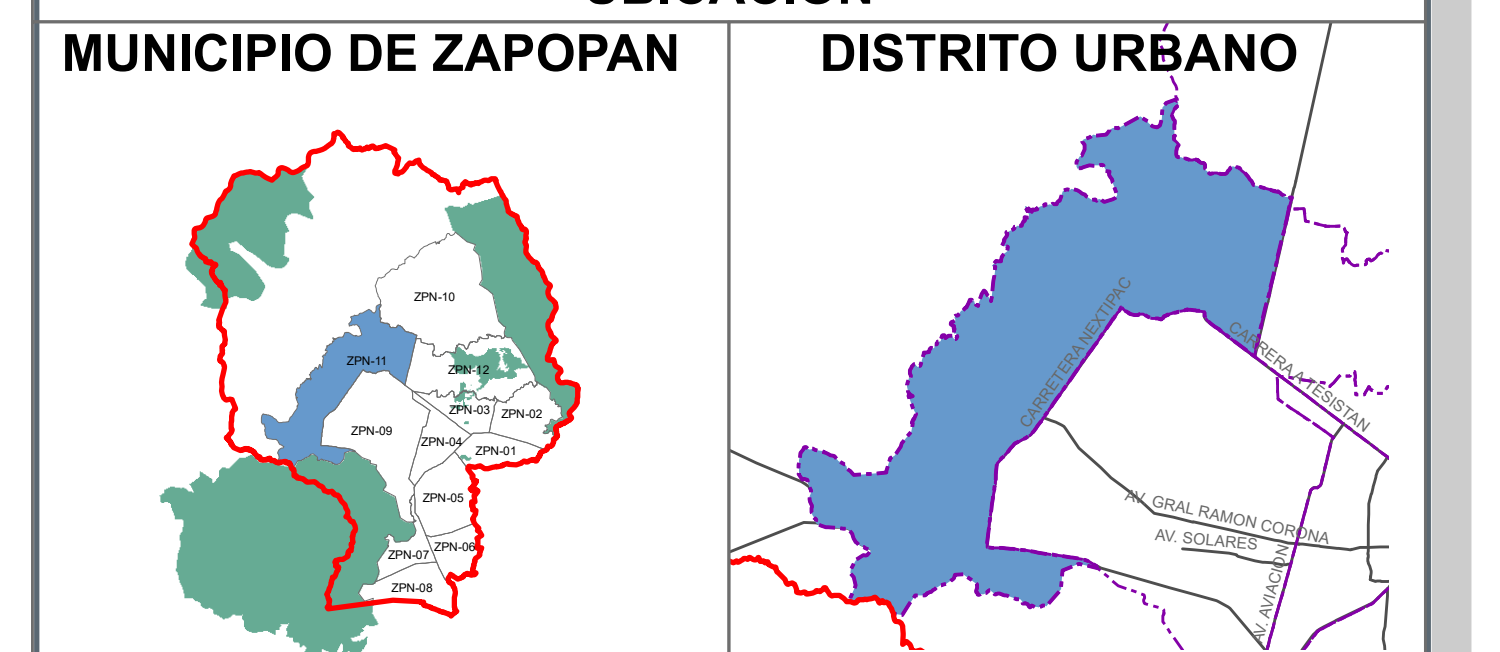 UBICACIÓN
MUNICIPIO DE ZAPOPAN
ZPN-10
ZPN-11
ZPN-12
ZPN-03
ZPN-02
ZPN-09
ZPN-04
ZPN-01
ZPN-05
ZPN-06
ZPN-07
ZPN-08
DISTRITO URBANO
CARRETERA NEXTIPAC
CARRERA A TESISTAN
AV. GRAL RAMON CORONA
AV. SOLARES
AV. AVIACION